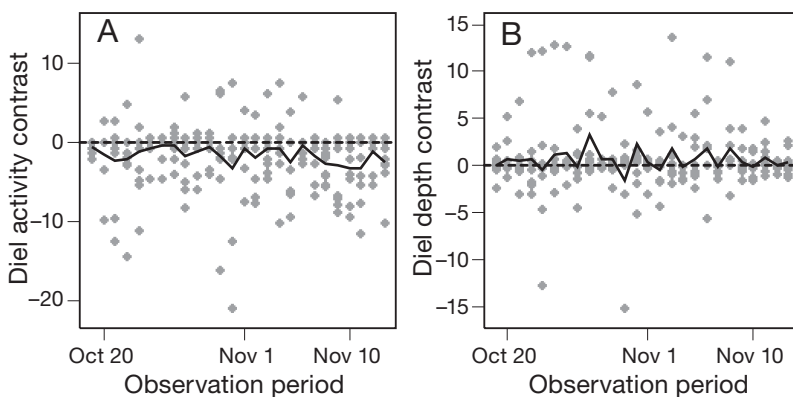 A
Diel activity contrast
10
0
−10
−20
Oct 20
Nov 1
Nov 10
Observation period
B
Diel depth contrast
15
10
5
0
−5
−10
−15
Oct 20
Nov 1
Nov 10
Observation period